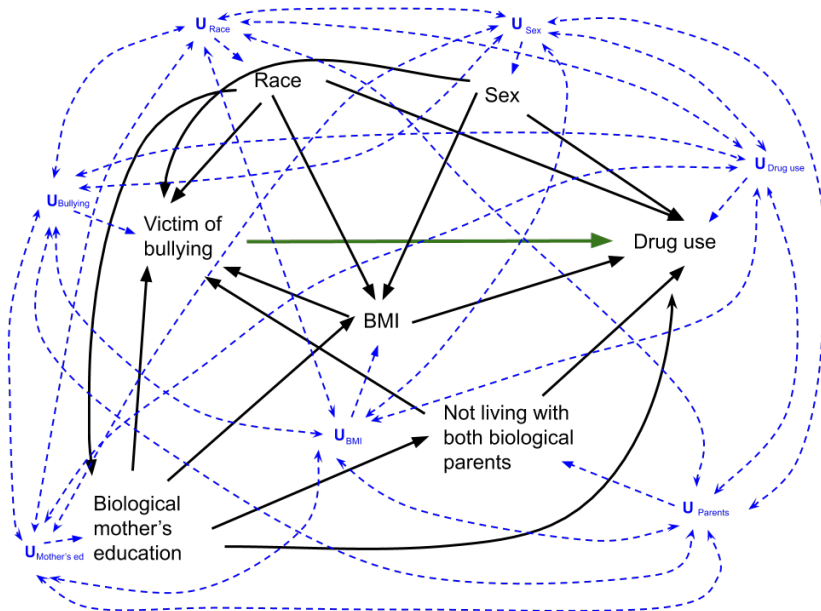 U Race
U Sex
Race
Sex
U Drug use
U Bullying
Victim of
bullying
Drug use
BMI
Not living with
both biological
parents
U BMI
Biological
mother's
education
U Parents
U Mother's ed